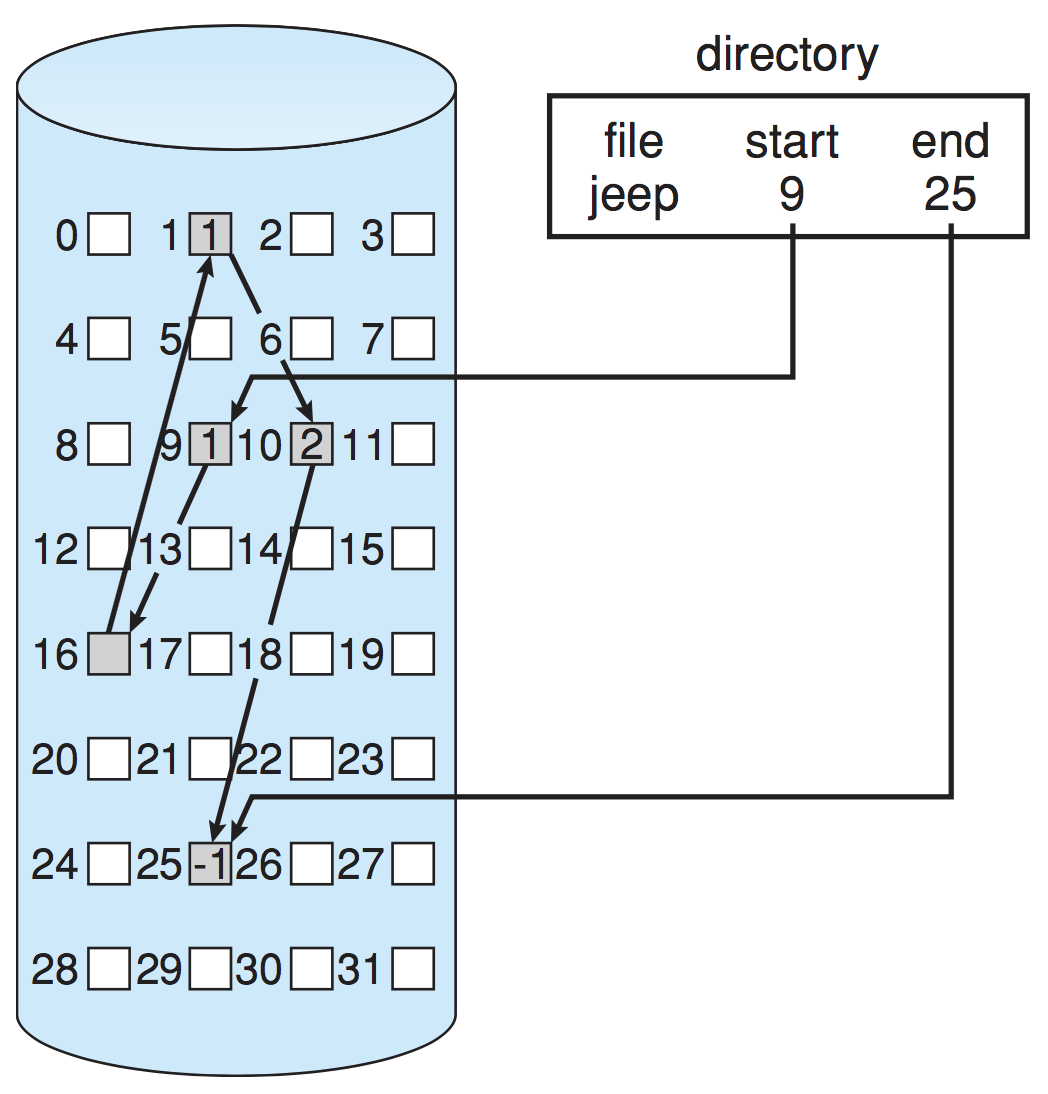 directory
file start end
jeep 9 25
0 1 1 2 3
4 5 6 7
8 9 1 10 2 11
12 13 14 15
16 17 18 19
20 21 22 23
24 25 -1 26 27
28 29 30 31